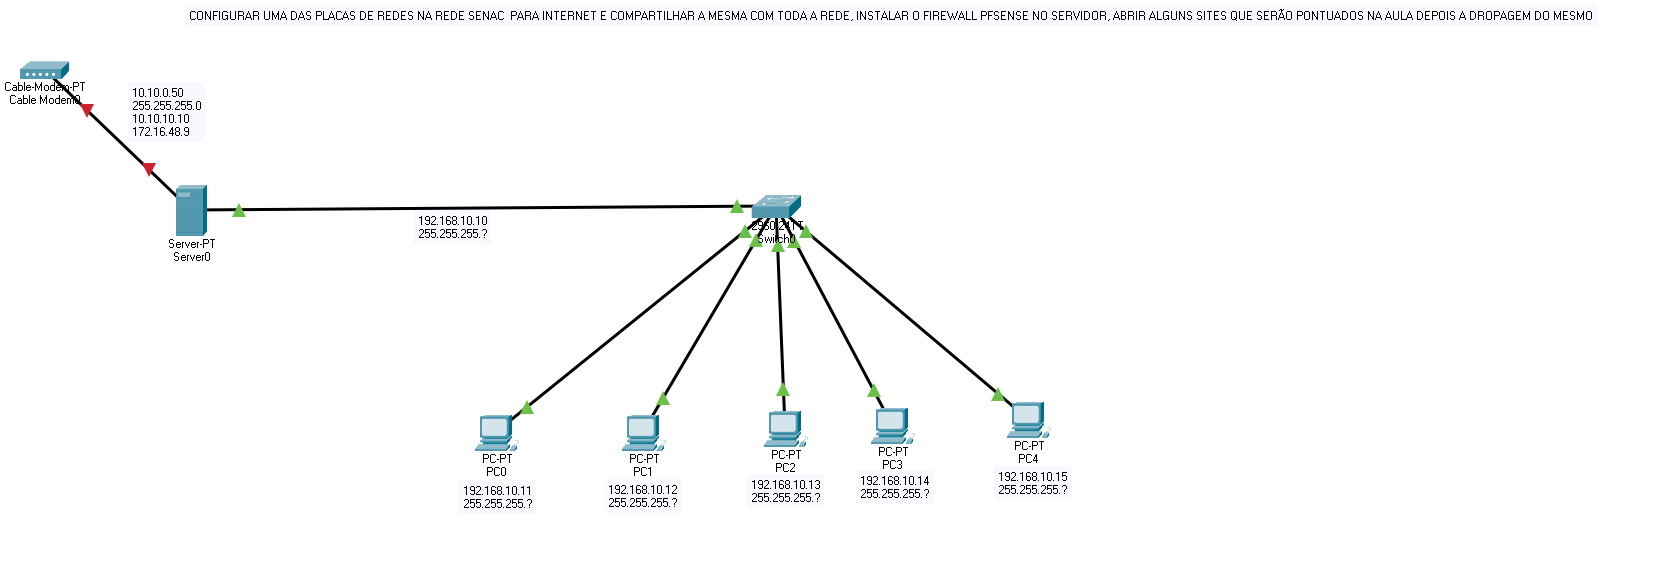 CONFIGURAR UMA DAS PLACAS DE REDES NA REDE SENAC PARA INTERNET E COMPARTILHAR A MESMA COM TODA A REDE, INSTALAR O FIREWALL PFSENSE NO SERVIDOR, ABRIR ALGUNS SITES QUE SERÃO PONTUADOS NA AULA DEPOIS A DROPAGEM DO MESMO
Cable-Modem-PT
Cable Modem0
10.10.0.50
255.255.255.0
10.10.10.10
172.16.48.9
Server-PT
Server0
192.168.10.10
255.255.255.?
2960-24TT
Switch0
PC-PT
PC0
192.168.10.11
255.255.255.?
PC-PT
PC1
192.168.10.12
255.255.255.?
PC-PT
PC2
192.168.10.13
255.255.255.?
PC-PT
PC3
192.168.10.14
255.255.255.?
PC-PT
PC4
192.168.10.15
255.255.255.?